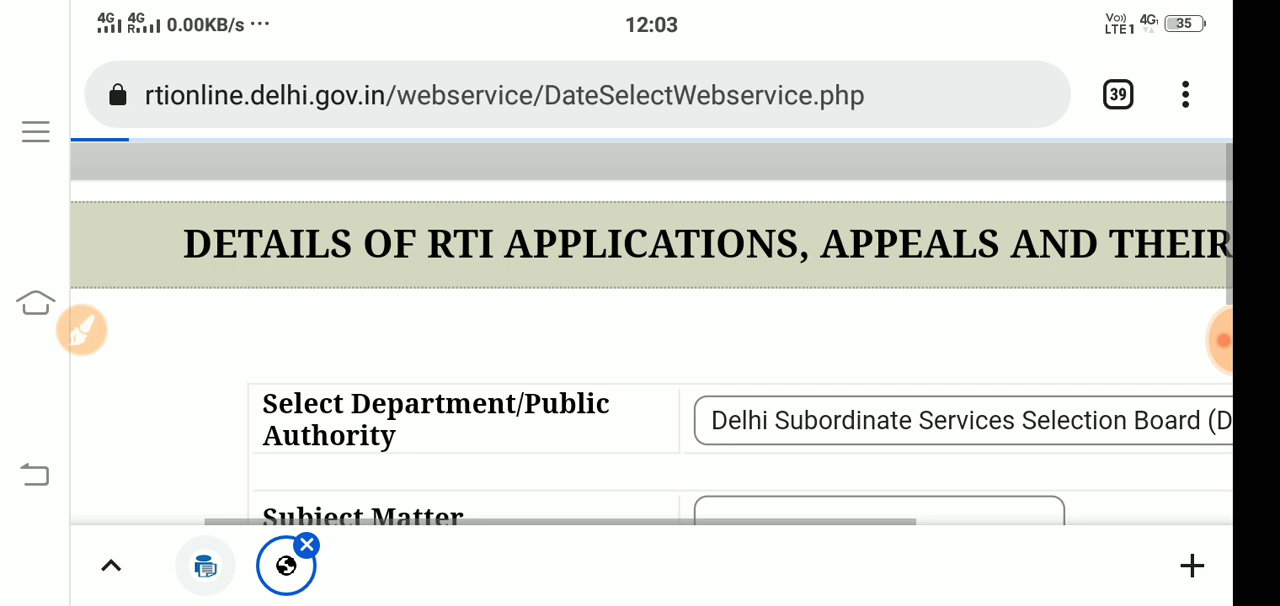 4G 4G R 0.00KB/s ... 12:03 Vo) LTE1 4G 35
rtionline.delhi.gov.in/webservice/DateSelectWebservice.php 39
DETAILS OF RTI APPLICATIONS, APPEALS AND THEIR
Select Department/Public
Authority
Delhi Subordinate Services Selection Board (D
Subject Matter